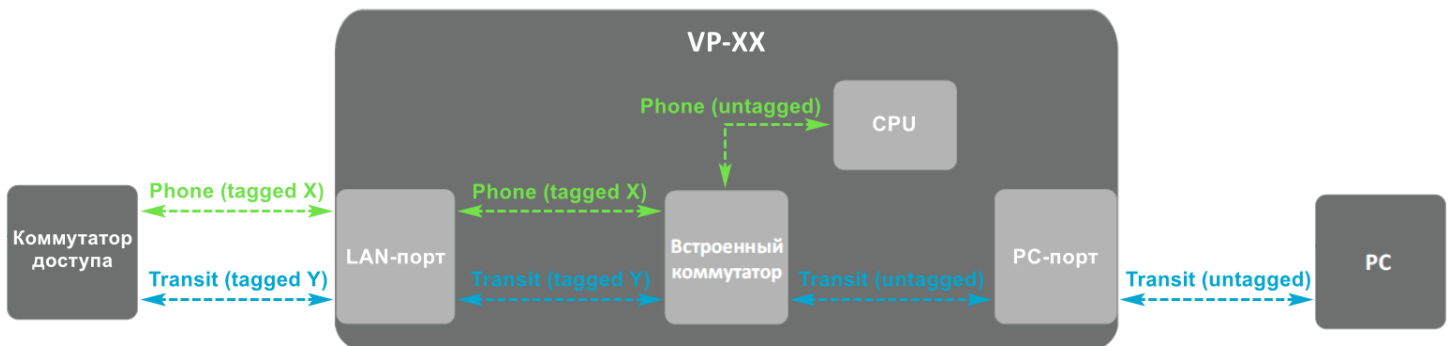 VP-XX
Phone (untagged)
CPU
Phone (tagged X)
Phone (tagged X)
Коммутатор
доступа
LAN-порт
Встроенный
коммутатор
PC-порт
PC
Transit (tagged Y)
Transit (tagged Y)
Transit (untagged)
Transit (untagged)